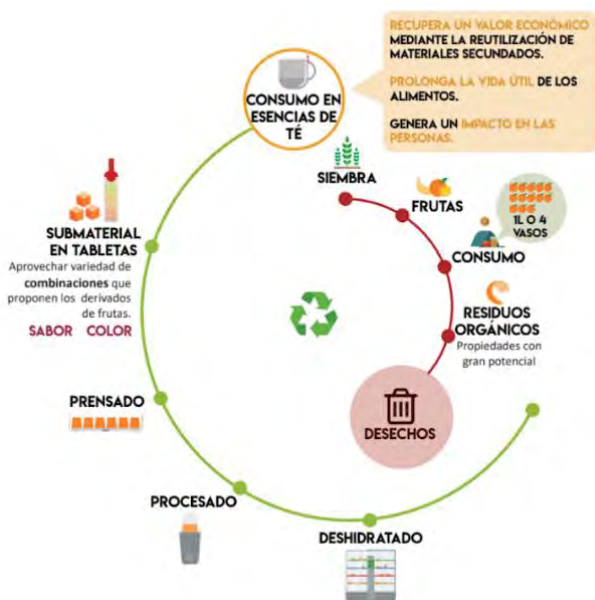 RECUPERA UN VALOR ECONÓMICO
MEDIANTE LA REUTILIZACIÓN DE
MATERIALES SECUNDADOS.
PROLONGA LA VIDA ÚTIL DE LOS
ALIMENTOS.
GENERA UN IMPACTO EN LAS
PERSONAS.
CONSUMO EN
ESENCIAS DE
TÉ
SIEMBRA
FRUTAS
1L O 4
VASOS
CONSUMO
RESIDUOS
ORGÁNICOS
Propiedades con
gran potencial
DESECHOS
DESHIDRATADO
PROCESADO
PRENSADO
SUBMATERIAL
EN TABLETAS
Aprovechar variedad de
combinaciones que
proponen los derivados
de frutas.
SABOR COLOR